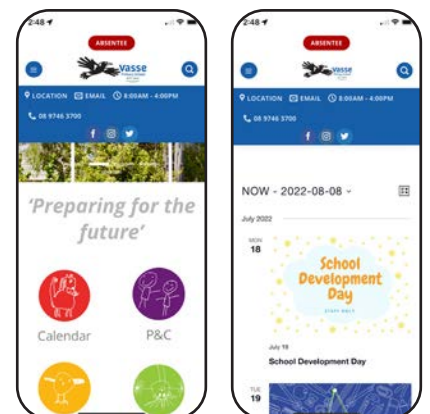 2:48
ABSENTEE
Vasse
LOCATION EMAIL 8:00AM - 4:00PM
08 9746 3700
'Preparing for the
future'
Calendar P&C
2:48
ABSENTEE
Vasse
LOCATION EMAIL 8:00AM - 4:00PM
08 9746 3700
NOW - 2022-08-08
July 2022
MON
18
School
Development
Day
STAFF ONLY
July 18
School Development Day
TUE
19